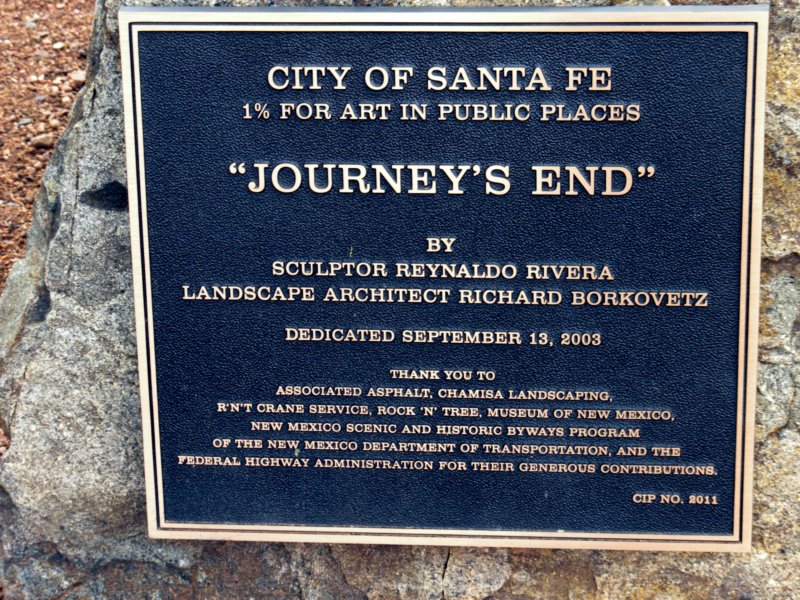 CITY OF SANTA FE
1% FOR ART IN PUBLIC PLACES
“JOURNEY’S END”
BY
SCULPTOR REYNALDO RIVERA
LANDSCAPE ARCHITECT RICHARD BORKOVETZ
DEDICATED SEPTEMBER 13, 2003
THANK YOU TO
ASSOCIATED ASPHALT, CHAMISA LANDSCAPING,
R‘N’T CRANE SERVICE, ROCK ‘N’ TREE, MUSEUM OF NEW MEXICO,
NEW MEXICO SCENIC AND HISTORIC BYWAYS PROGRAM
OF THE NEW MEXICO DEPARTMENT OF TRANSPORTATION, AND THE
FEDERAL HIGHWAY ADMINISTRATION FOR THEIR GENEROUS CONTRIBUTIONS.
CIP NO. 2011